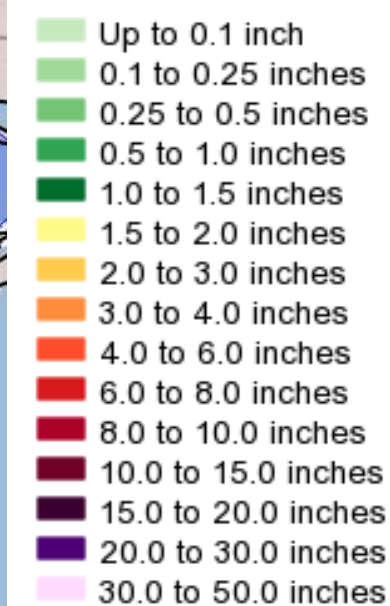 Up to 0.1 inch
0.1 to 0.25 inches
0.25 to 0.5 inches
0.5 to 1.0 inches
1.0 to 1.5 inches
1.5 to 2.0 inches
2.0 to 3.0 inches
3.0 to 4.0 inches
4.0 to 6.0 inches
6.0 to 8.0 inches
8.0 to 10.0 inches
10.0 to 15.0 inches
15.0 to 20.0 inches
20.0 to 30.0 inches
30.0 to 50.0 inches